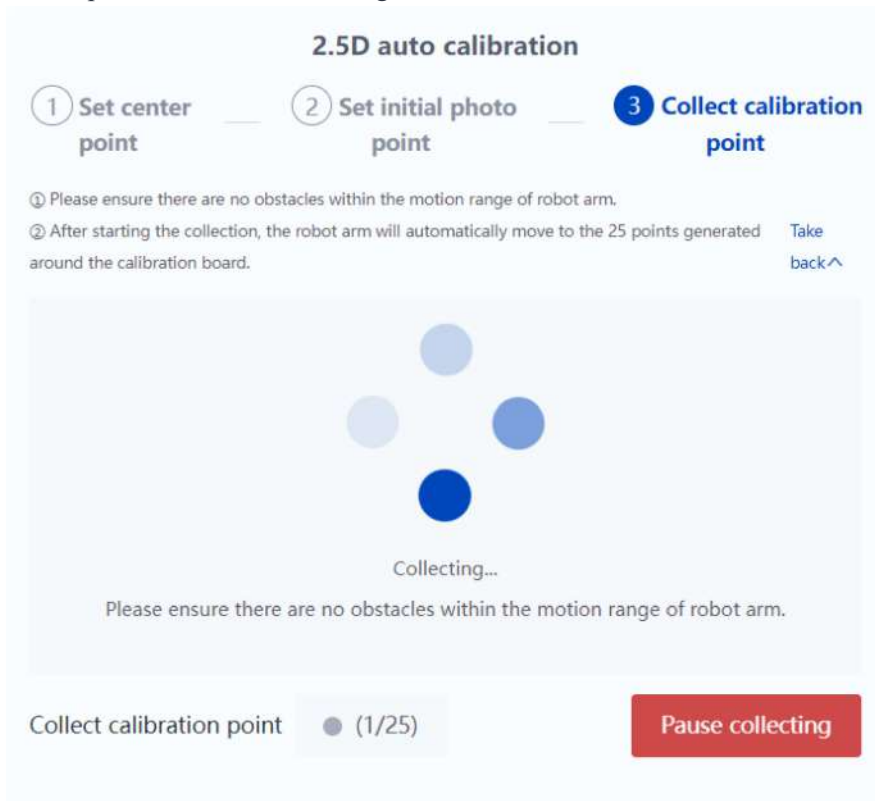 2.5D auto calibration
1 Set center point
2 Set initial photo point
3 Collect calibration point
① Please ensure there are no obstacles within the motion range of robot arm.
② After starting the collection, the robot arm will automatically move to the 25 points generated
around the calibration board.
Take
back
Collecting...
Please ensure there are no obstacles within the motion range of robot arm.
Collect calibration point
(1/25)
Pause collecting